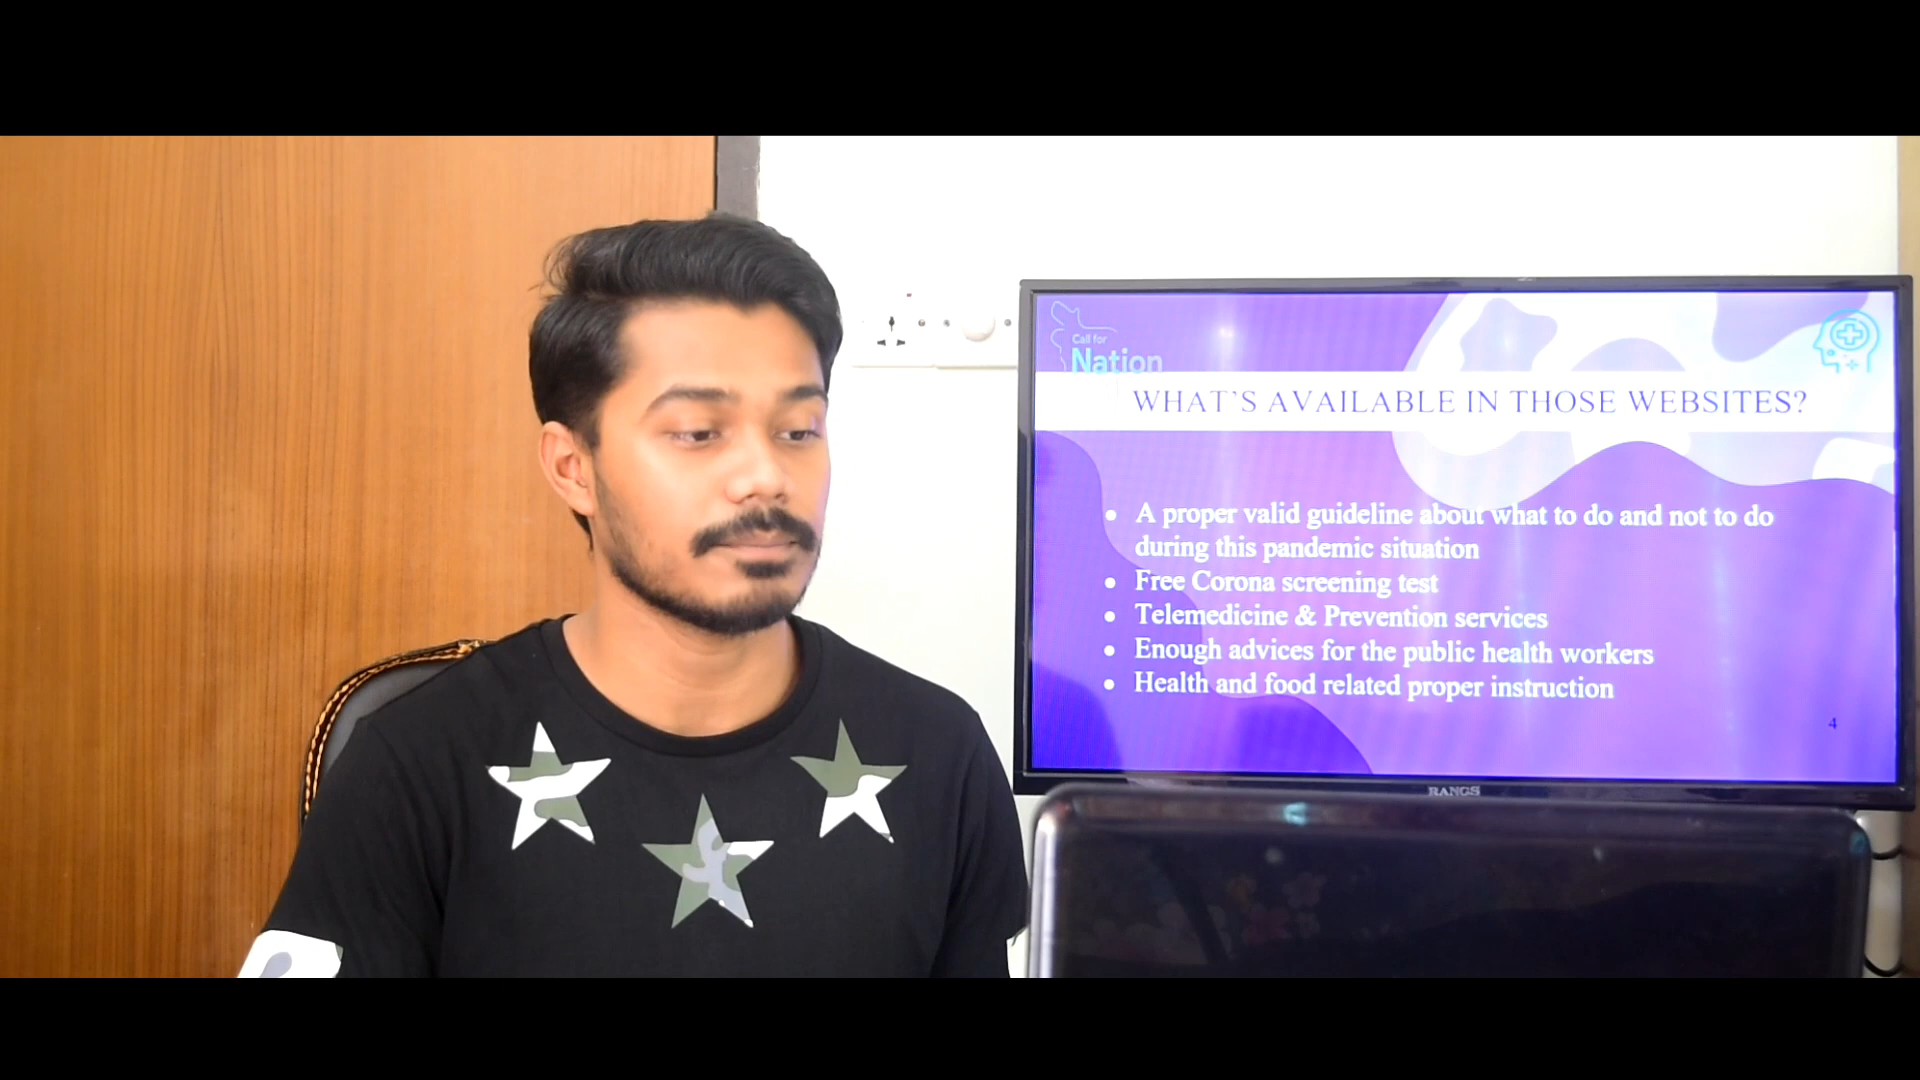 Call for
Nation
WHAT'S AVAILABLE IN THOSE WEBSITES?
• A proper valid guideline about what to do and not to do
during this pandemic situation
• Free Corona screening test
• Telemedicine & Prevention services
• Enough advices for the public health workers
• Health and food related proper instruction
4
RANGS